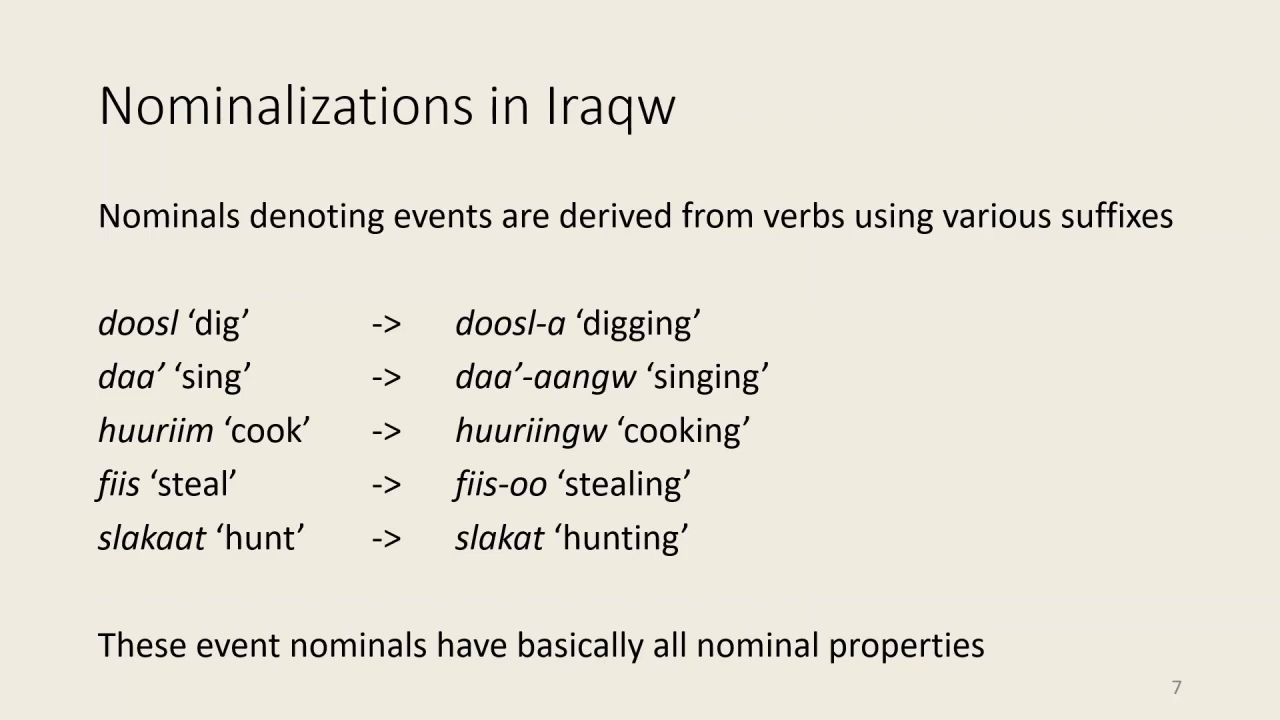 Nominalizations in Iraqw
Nominals denoting events are derived from verbs using various suffixes
doosl ‘dig’ -> doosl-a ‘digging’
daa’ ‘sing’ -> daa’-aangw ‘singing’
huuriim ‘cook’ -> huuriingw ‘cooking’
fiis ‘steal’ -> fiis-oo ‘stealing’
slakaat ‘hunt’ -> slakat ‘hunting’
These event nominals have basically all nominal properties
7